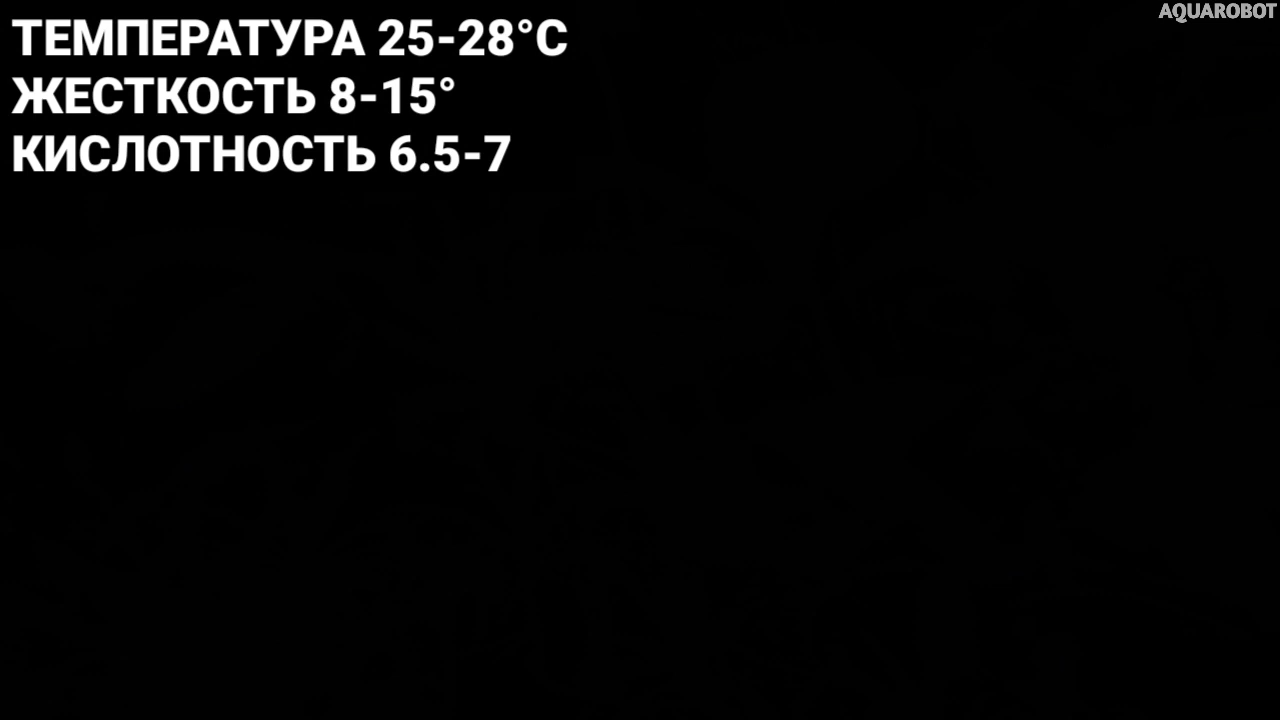 AQUAROBOT
ТЕМПЕРАТУРА 25-28°C
ЖЕСТКОСТЬ 8-15°
КИСЛОТНОСТЬ 6.5-7